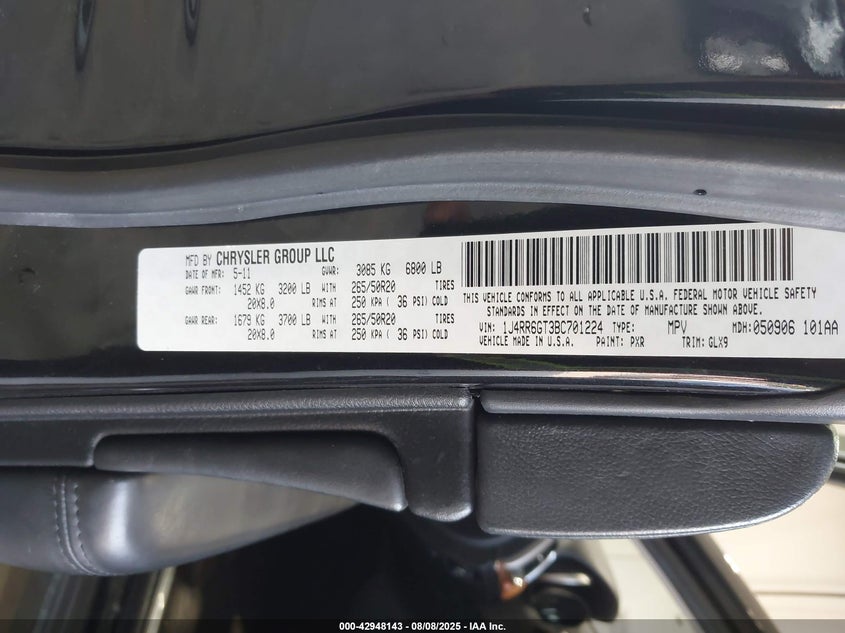 MFD BY CHRYSLER GROUP LLC
DATE OF MFR: 5-11 GVWR: 3085 KG 6800 LB
GAWR FRONT: 1452 KG 3200 LB WITH 265/50R20 TIRES
20X8.0 RIMS AT 250 KPA ( 36 PSI) COLD
GAWR REAR: 1679 KG 3700 LB WITH 265/50R20 TIRES
20X8.0 RIMS AT 250 KPA ( 36 PSI) COLD
THIS VEHICLE CONFORMS TO ALL APPLICABLE U.S.A. FEDERAL MOTOR VEHICLE SAFETY
STANDARDS IN EFFECT ON THE DATE OF MANUFACTURE SHOWN ABOVE.
VIN: 1J4RR6GT3BC701224 TYPE: MPV MDH: 050906 101AA
VEHICLE MADE IN U.S.A. PAINT: PXR TRIM: GLX9
000-42948143 - 08/08/2025 - IAA Inc.